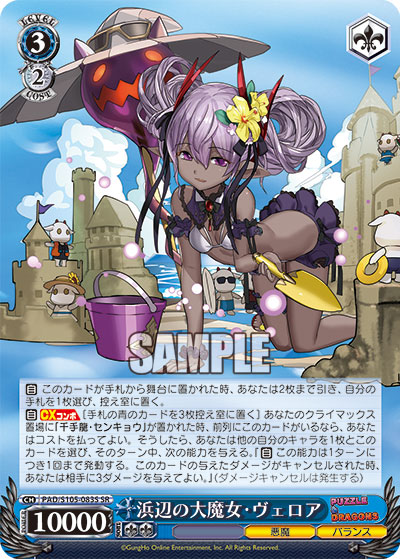 LEVEL
3
2
COST
SAMPLE
自 このカードが手札から舞台に置かれた時、あなたは2枚まで引き、自分の
手札を1枚選び、控え室に置く。
自 CXコンボ [手札の青のカードを3枚控え室に置く] あなたのクライマックス
置場に「千手龍・センキョウ」が置かれた時、前列にこのカードがいるなら、あなた
はコストを払ってよい。そうしたら、あなたは他の自分のキャラを1枚とこの
カードを選び、そのターン中、次の能力を与える。『自 この能力は1ターンに
つき1回まで発動する。このカードの与えたダメージがキャンセルされた時、
あなたは相手に3ダメージを与えてよい。』(ダメージキャンセルは発生する)
CH PAD/S105-083S SR
浜辺の大魔女・ヴェロア
PUZZLE & DRAGONS
10000
悪魔
バランス
©GungHo Online Entertainment, Inc. All Rights Reserved.